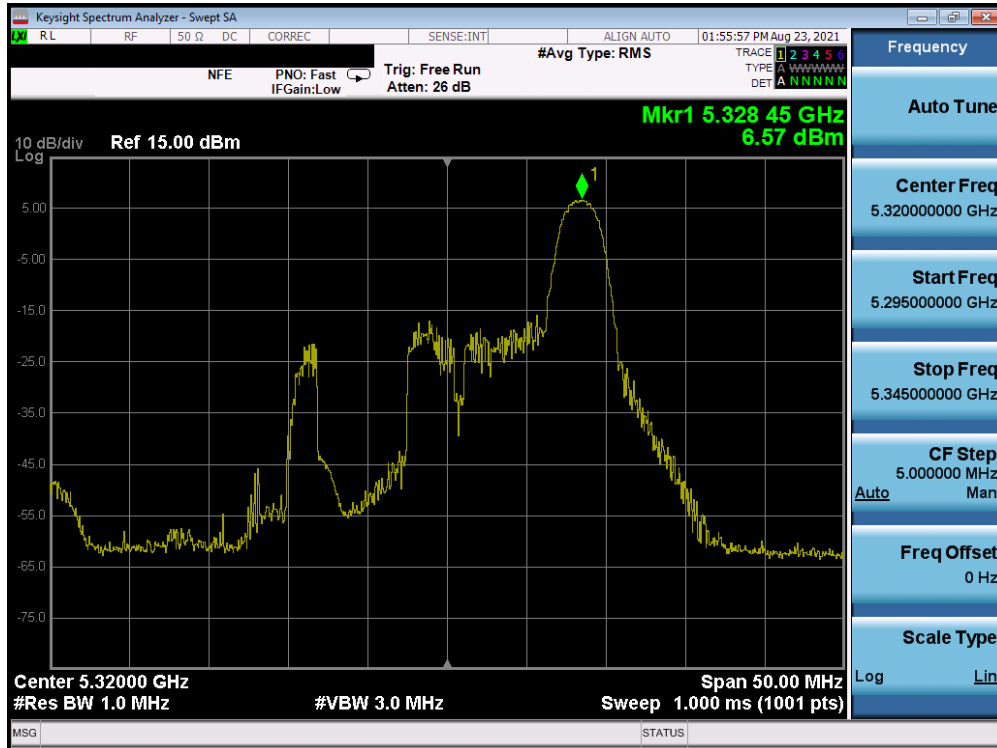 Keysight Spectrum Analyzer - Swept SA
LXI RL RF 50 Ω DC CORREC SENSE:INT ALIGN AUTO 01:55:57 PM Aug 23, 2021
NFE PNO: Fast Trig: Free Run #Avg Type: RMS TRACE 1 2 3 4 5 6
IFGain:Low Atten: 26 dB TYPE A WWWWW
DET A N N N N N
Mkr1 5.328 45 GHz
6.57 dBm
10 dB/div Ref 15.00 dBm
Log
1
5.00
-5.00
-15.0
-25.0
-35.0
-45.0
-55.0
-65.0
-75.0
Center 5.32000 GHz Span 50.00 MHz
#Res BW 1.0 MHz #VBW 3.0 MHz Sweep 1.000 ms (1001 pts)
MSG STATUS
Frequency
Auto Tune
Center Freq
5.320000000 GHz
Start Freq
5.295000000 GHz
Stop Freq
5.345000000 GHz
CF Step
5.000000 MHz
Auto Man
Freq Offset
0 Hz
Scale Type
Log Lin